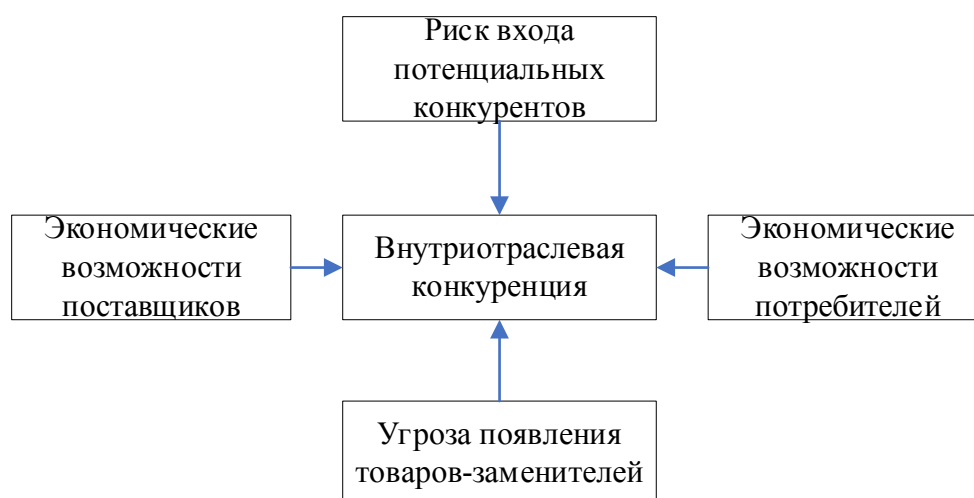 Риск входа
потенциальных
конкурентов
Экономические
возможности
поставщиков
Внутриотраслевая
конкуренция
Экономические
возможности
потребителей
Угроза появления
товаров-заменителей